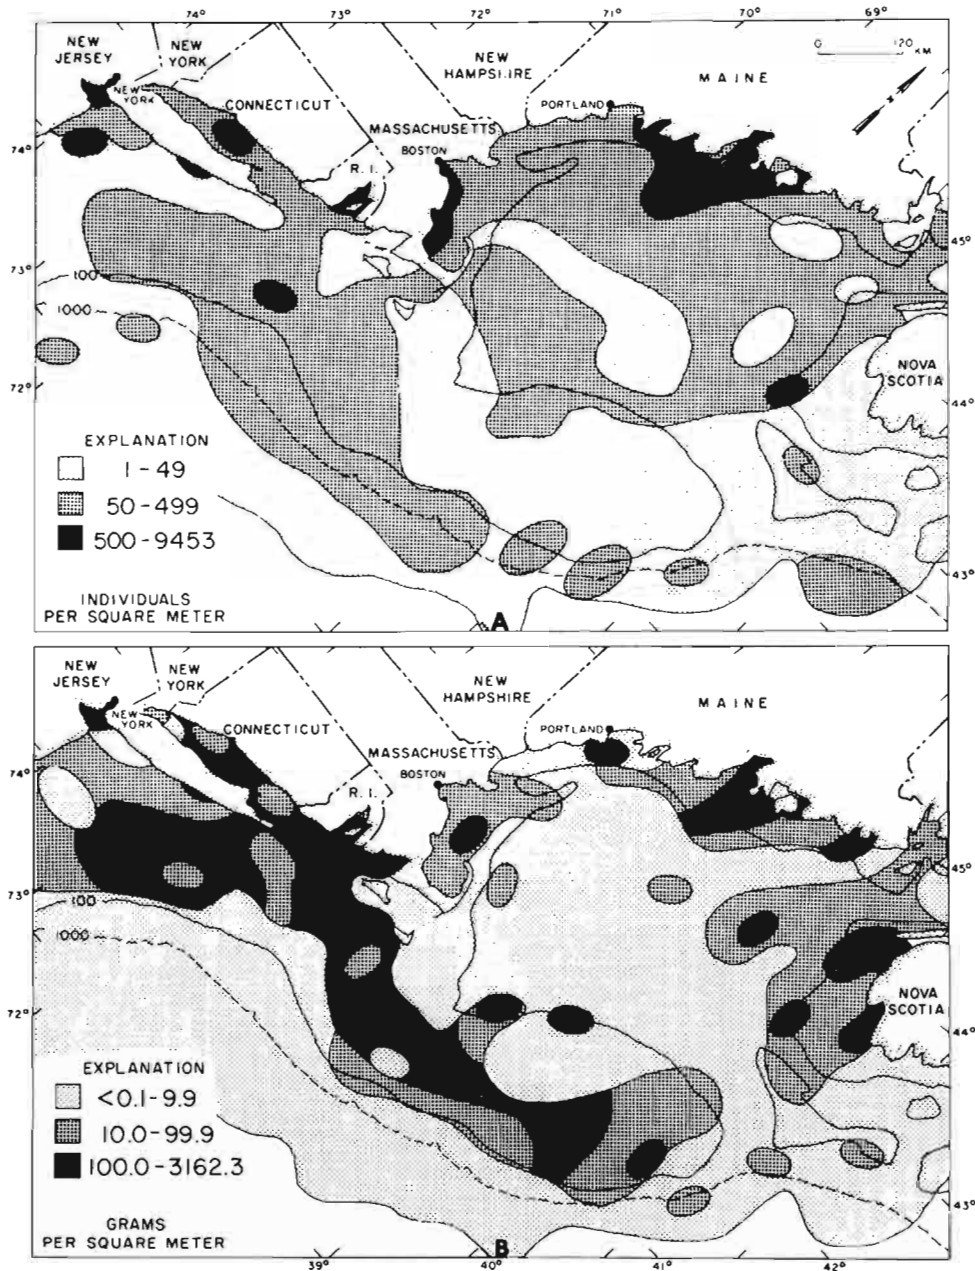 74° 73° 72° 71° 70° 69°
NEW
JERSEY
NEW
YORK
NEW
YORK
CONNECTICUT
NEW
HAMPSHIRE
MAINE
0 120
KM
PORTLAND
MASSACHUSETTS
BOSTON
R. I.
74°
73°
100
1000
72°
45°
NOVA
SCOTIA
44°
43°
EXPLANATION
1-49
50-499
500-9453
INDIVIDUALS
PER SQUARE METER
A
NEW
JERSEY
NEW
YORK
NEW
YORK
CONNECTICUT
NEW
HAMPSHIRE
MAINE
PORTLAND
MASSACHUSETTS
BOSTON
R. I.
74°
73°
100
1000
72°
45°
NOVA
SCOTIA
44°
43°
EXPLANATION
<0.1-9.9
10.0-99.9
100.0-3162.3
GRAMS
PER SQUARE METER
B
39° 40° 41° 42°